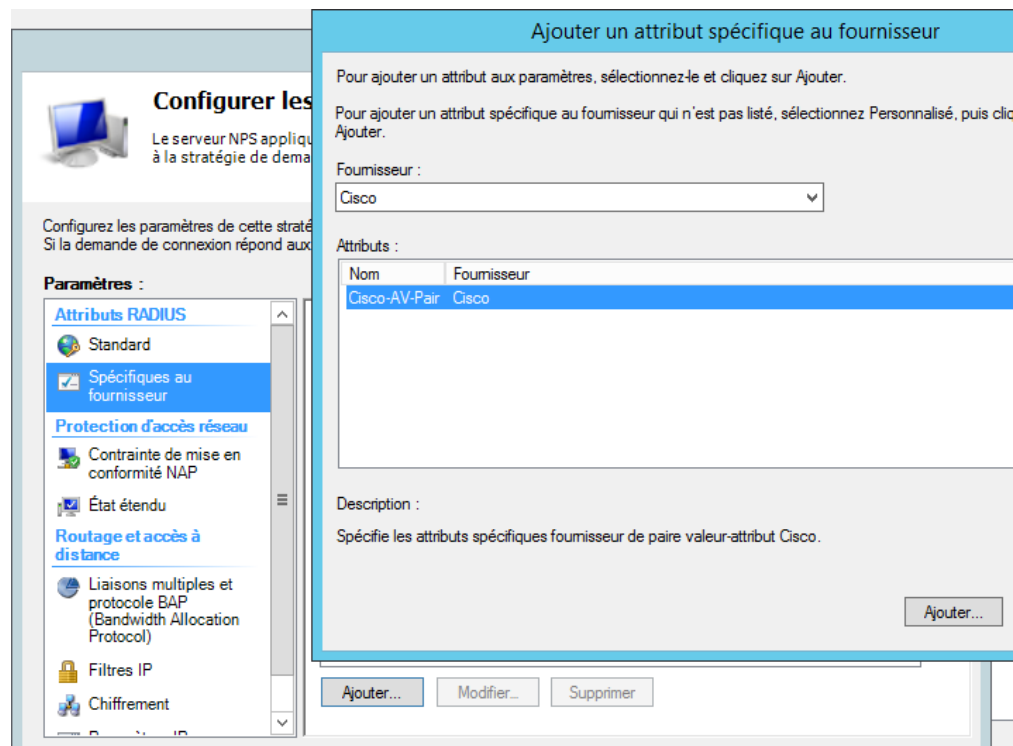 Ajouter un attribut spécifique au fournisseur
Pour ajouter un attribut aux paramètres, sélectionnez-le et cliquez sur Ajouter.
Pour ajouter un attribut spécifique au fournisseur qui n'est pas listé, sélectionnez Personnalisé, puis
Ajouter.
Fournisseur :
Cisco
Attributs :
Nom Fournisseur
Cisco-AV-Pair Cisco
Description :
Spécifie les attributs spécifiques fournisseur de paire valeur-attribut Cisco.
Ajouter...
Configurer les
Le serveur NPS
à la stratégie de
Configurez les paramètres de cette
Si la demande de connexion répond aux
Paramètres :
Attributs RADIUS
Standard
Spécifiques au
fournisseur
Protection d'accès réseau
Contrainte de mise en
conformité NAP
État étendu
Routage et accès à
distance
Liaisons multiples et
protocole BAP
(Bandwidth Allocation
Protocol)
Filtres IP
Chiffrement
Ajouter...
Modifier...
Supprimer